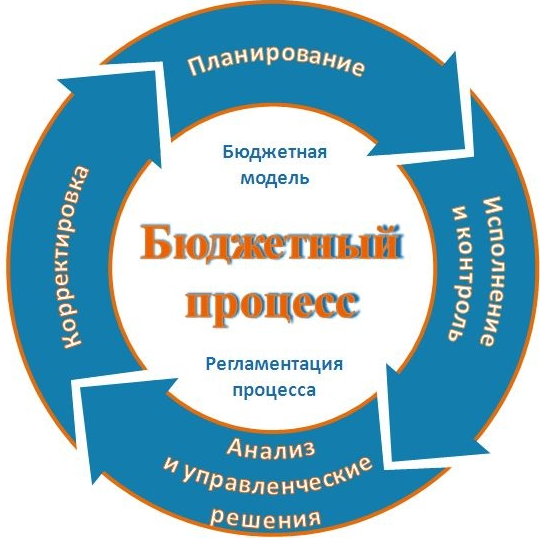 Планирование
Бюджетная
модель
Бюджетный
процесс
Регламентация
процесса
Исполнение
и контроль
Анализ
и управленческие
решения
Корректировка